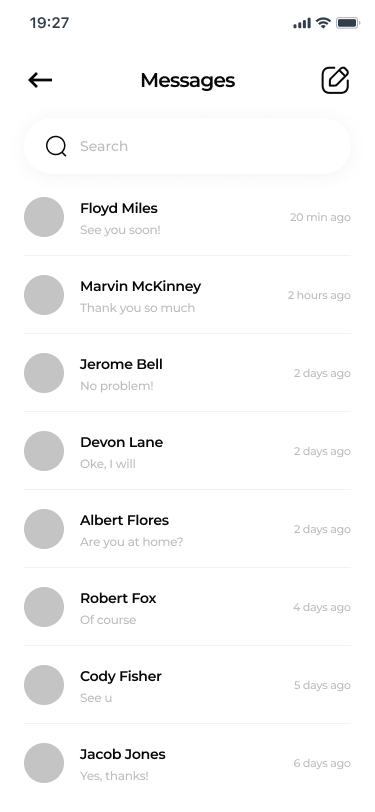 19:27
Messages
Search
Floyd Miles
20 min ago
See you soon!
Marvin McKinney
2 hours ago
Thank you so much
Jerome Bell
2 days ago
No problem!
Devon Lane
2 days ago
Oke, I will
Albert Flores
2 days ago
Are you at home?
Robert Fox
4 days ago
Of course
Cody Fisher
5 days ago
See u
Jacob Jones
6 days ago
Yes, thanks!